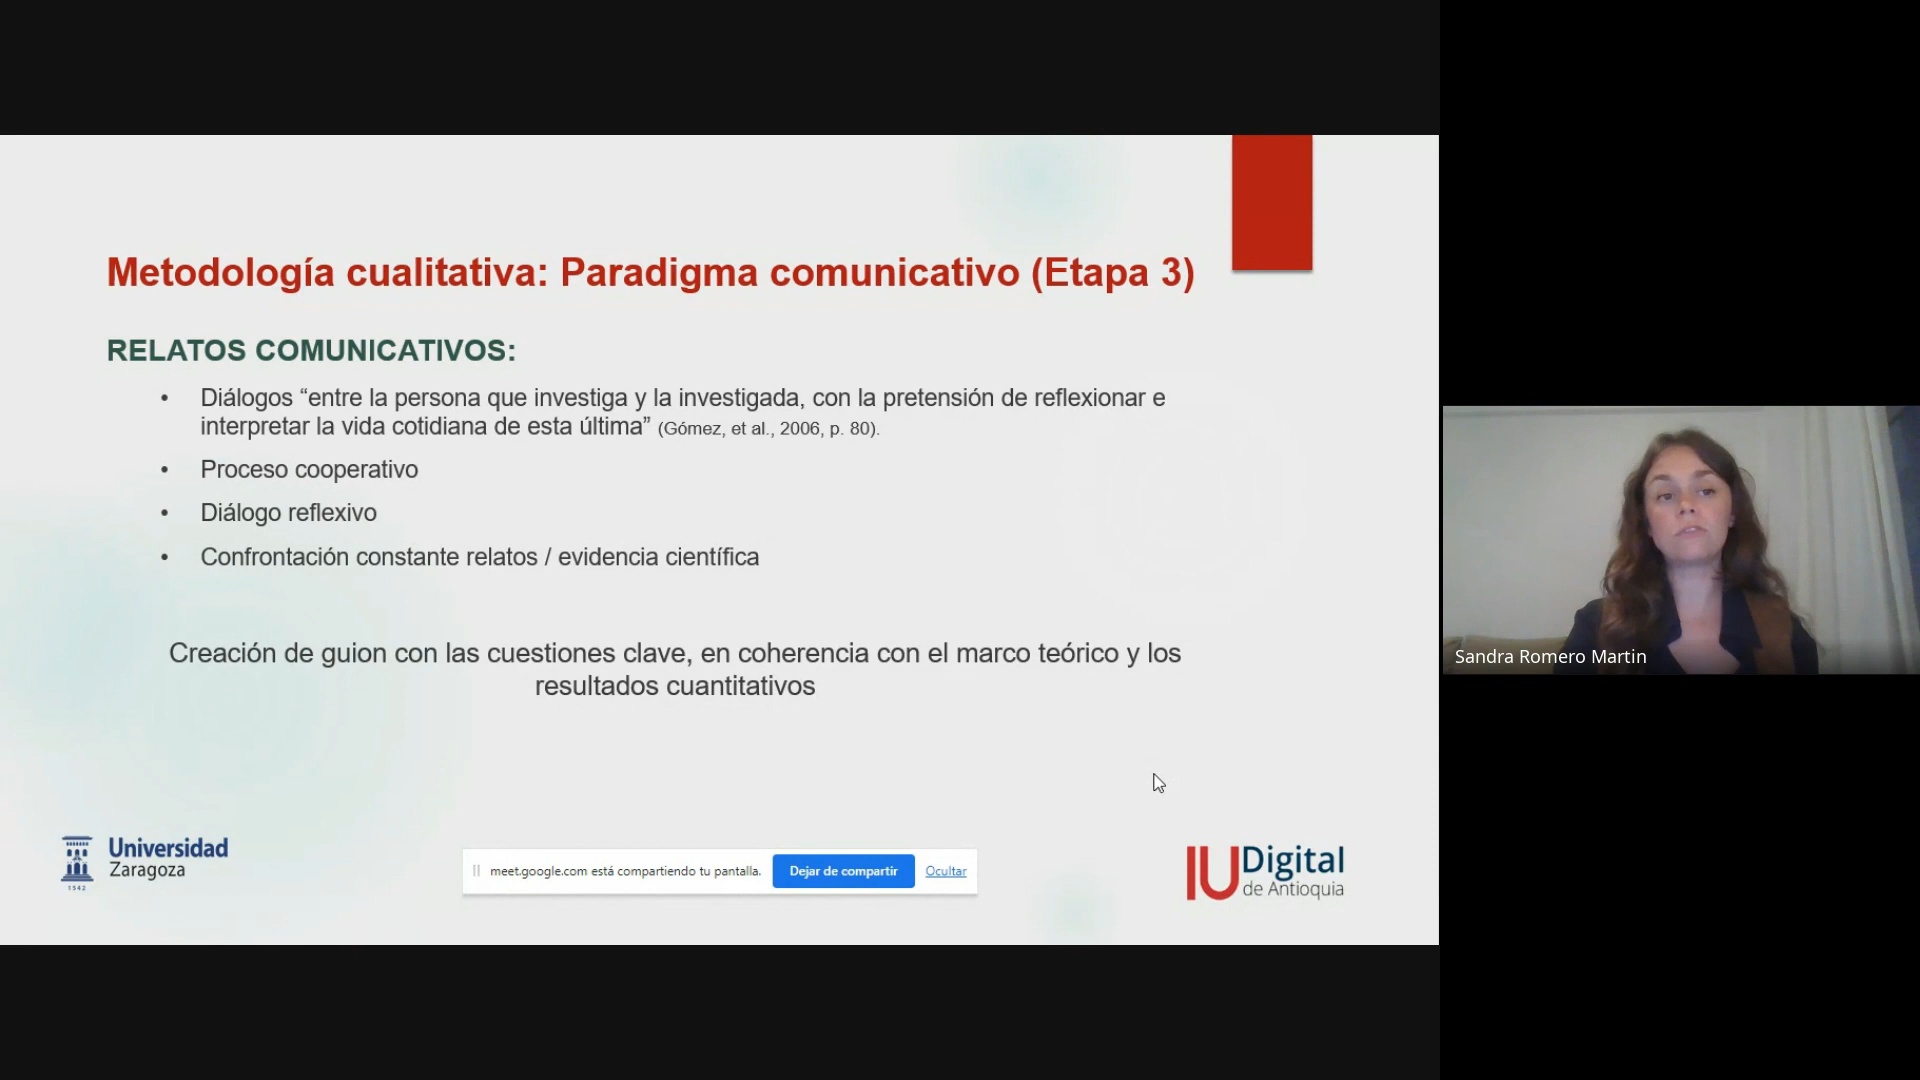 Metodología cualitativa: Paradigma comunicativo (Etapa 3)
RELATOS COMUNICATIVOS:
• Diálogos “entre la persona que investiga y la investigada, con la pretensión de reflexionar e
interpretar la vida cotidiana de esta última” (Gómez, et al., 2006, p. 80).
• Proceso cooperativo
• Diálogo reflexivo
• Confrontación constante relatos / evidencia científica
Creación de guion con las cuestiones clave, en coherencia con el marco teórico y los
resultados cuantitativos
Universidad
Zaragoza
1542
meet.google.com está compartiendo tu pantalla. Dejar de compartir Ocultar
IU Digital
de Antioquia
Sandra Romero Martin